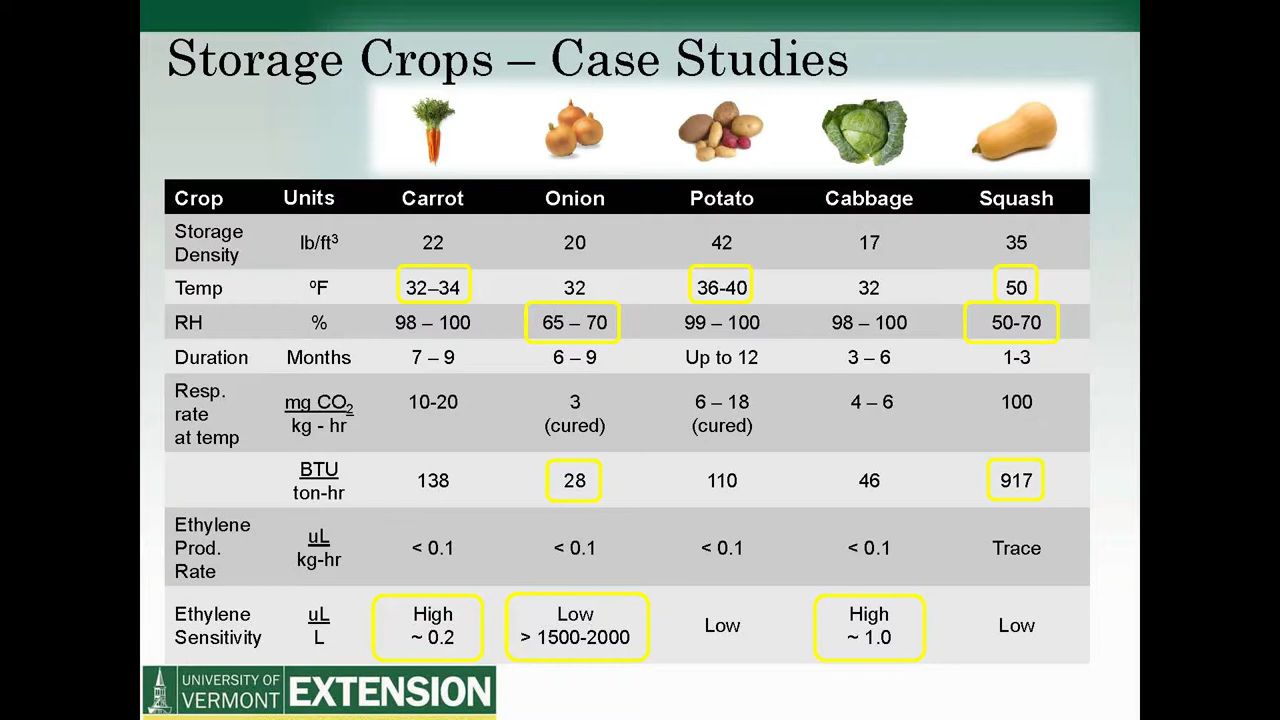 Storage Crops – Case Studies
Crop Units Carrot Onion Potato Cabbage Squash
Storage
Density lb/ft³ 22 20 42 17 35
Temp ºF 32–34 32 36-40 32 50
RH % 98 – 100 65 – 70 99 – 100 98 – 100 50-70
Duration Months 7 – 9 6 – 9 Up to 12 3 – 6 1-3
Resp.
rate
at temp
mg CO₂
kg - hr
10-20
3
(cured)
6 – 18
(cured)
4 – 6
100
BTU
ton-hr
138 28 110 46 917
Ethylene
Prod.
Rate
uL
kg-hr
< 0.1 < 0.1 < 0.1 < 0.1 Trace
Ethylene
Sensitivity
uL
L
High
~ 0.2
Low
> 1500-2000
Low
High
~ 1.0
Low
UNIVERSITY OF
VERMONT
EXTENSION